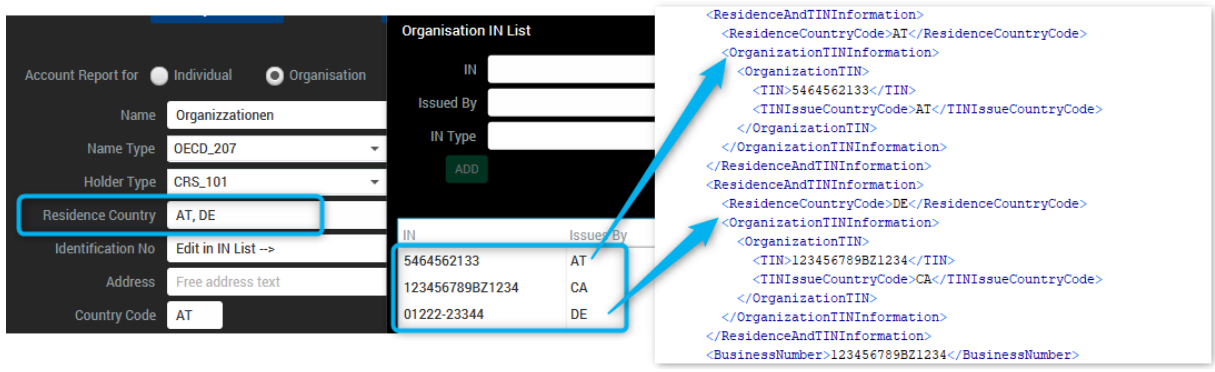 Account Report for Individual Organisation
Name Organizzationen
Name Type OECD_207
Holder Type CRS_101
Residence Country AT, DE
Identification No Edit in IN List -->
Address Free address text
Country Code AT
Organisation IN List
IN
Issued By
IN Type
ADD
IN Issues By
5464562133 AT
123456789BZ1234 CA
01222-23344 DE
<ResidenceAndTINInformation>
<ResidenceCountryCode>AT</ResidenceCountryCode>
<OrganizationTINInformation>
<OrganizationTIN>
<TIN>5464562133</TIN>
<TINIssueCountryCode>AT</TINIssueCountryCode>
</OrganizationTIN>
</OrganizationTINInformation>
</ResidenceAndTINInformation>
<ResidenceAndTINInformation>
<ResidenceCountryCode>DE</ResidenceCountryCode>
<OrganizationTINInformation>
<OrganizationTIN>
<TIN>123456789BZ1234</TIN>
<TINIssueCountryCode>CA</TINIssueCountryCode>
</OrganizationTIN>
</OrganizationTINInformation>
</ResidenceAndTINInformation>
<BusinessNumber>123456789BZ1234</BusinessNumber>